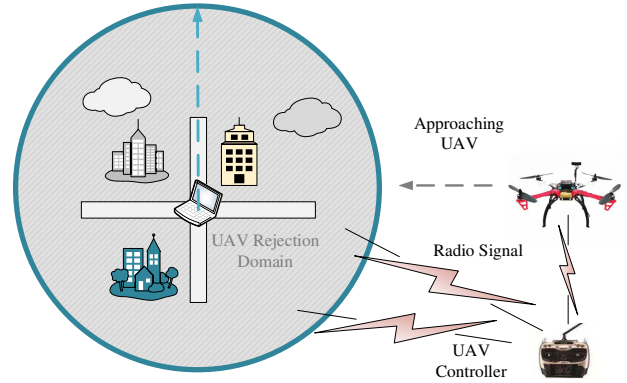 Approaching
UAV
UAV Rejection
Domain
Radio Signal
UAV
Controller